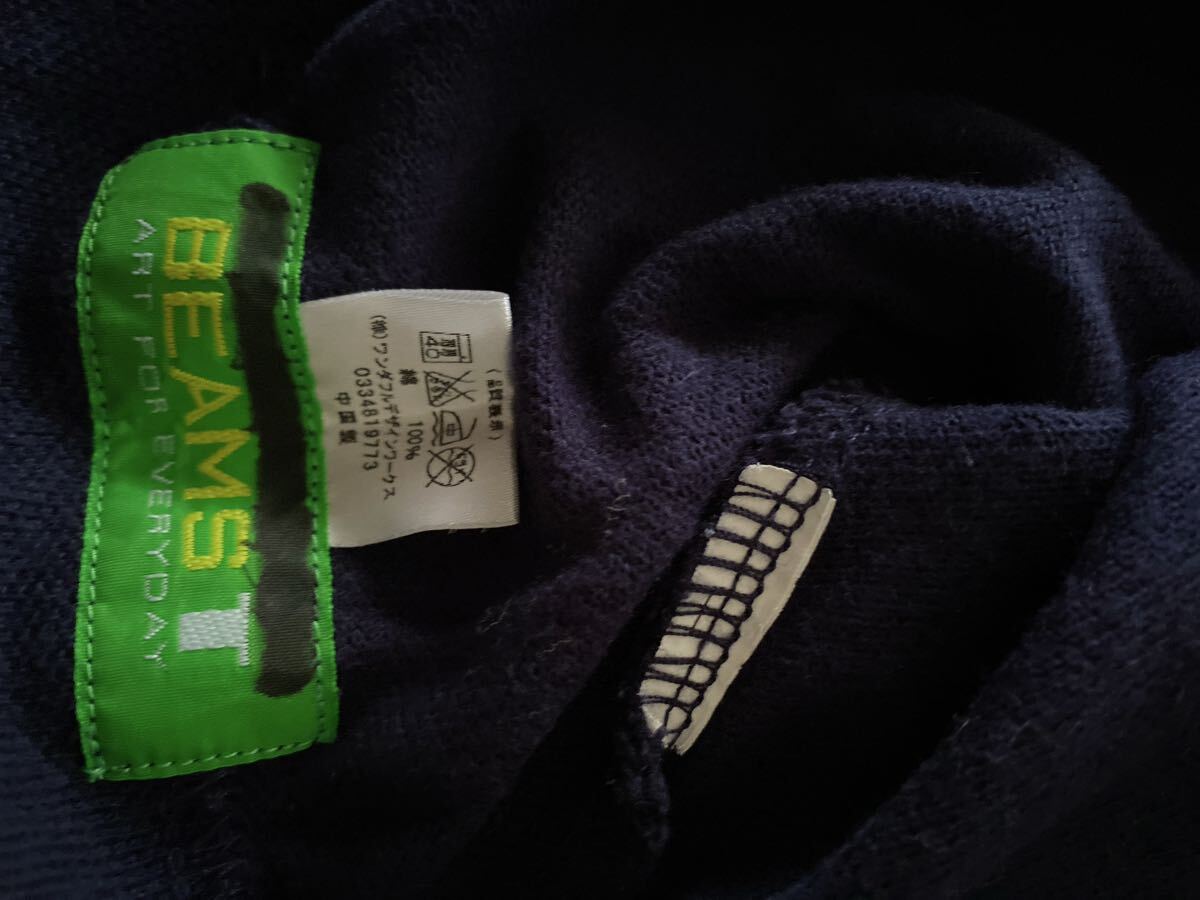 BEAMS T
ART FOR EVERYDAY
(品質表示)
40
綿 100%
(株)ワンダフルデザインワークス
0334819773
中国製